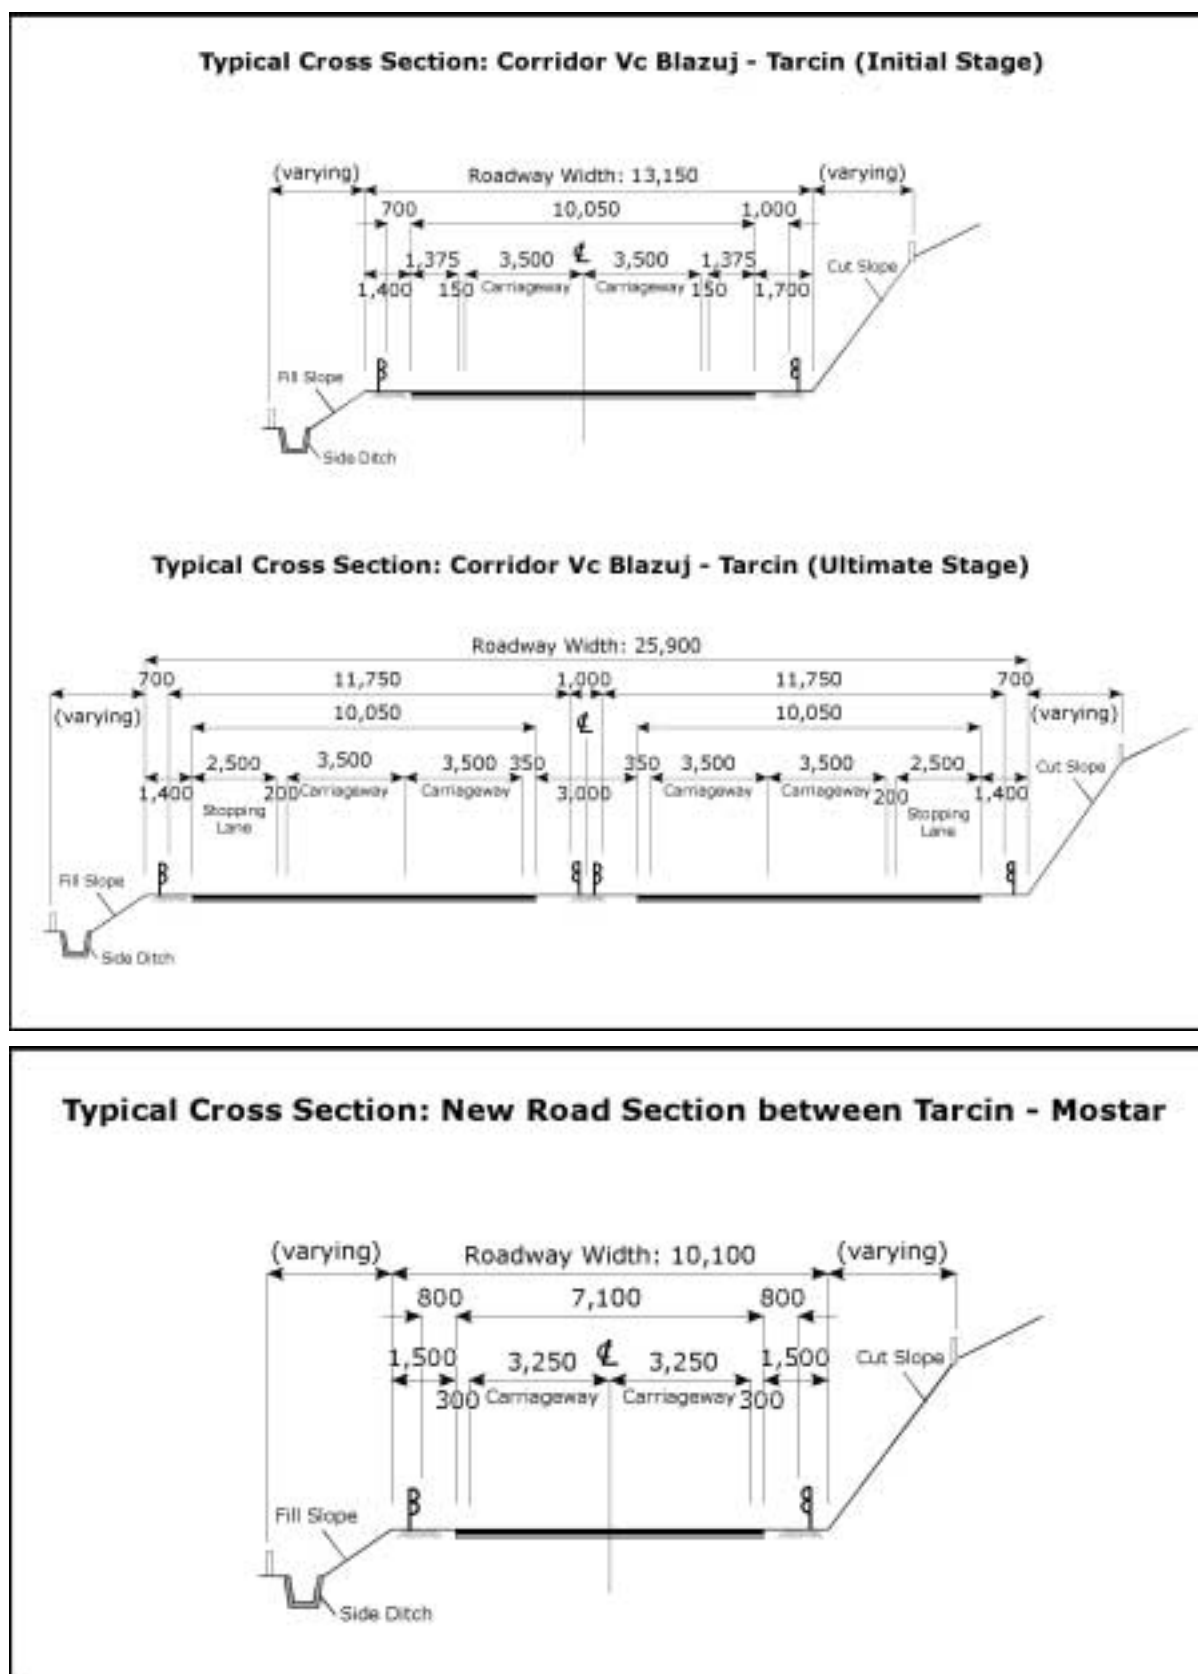 Typical Cross Section: Corridor Vc Blazuj - Tarcin (Initial Stage)
(varying) Roadway Width: 13,150 (varying)
700 10,050 1,000
1,375 3,500 ℄ 3,500 1,375
1,400 150 Carriageway Carriageway 150 1,700
Cut Slope
Fill Slope
Side Ditch
Typical Cross Section: Corridor Vc Blazuj - Tarcin (Ultimate Stage)
Roadway Width: 25,900
700 11,750 1,000 11,750 700
(varying) 10,050 ℄ 10,050 (varying)
2,500 3,500 3,500 350 350 3,500 3,500 2,500
1,400 200 Carriageway Carriageway 3,000 Carriageway Carriageway 200 1,400
Stopping Lane Stopping Lane
Cut Slope
Fill Slope
Side Ditch
Typical Cross Section: New Road Section between Tarcin - Mostar
(varying) Roadway Width: 10,100 (varying)
800 7,100 800
1,500 3,250 ℄ 3,250 1,500
300 Carriageway Carriageway 300
Cut Slope
Fill Slope
Side Ditch